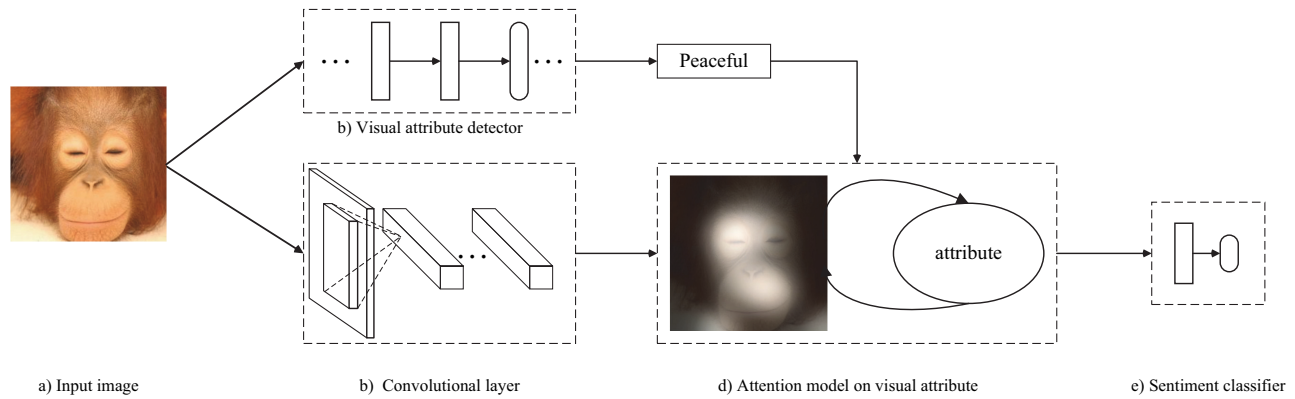 Peaceful
b) Visual attribute detector
attribute
a) Input image
b) Convolutional layer
d) Attention model on visual attribute
e) Sentiment classifier